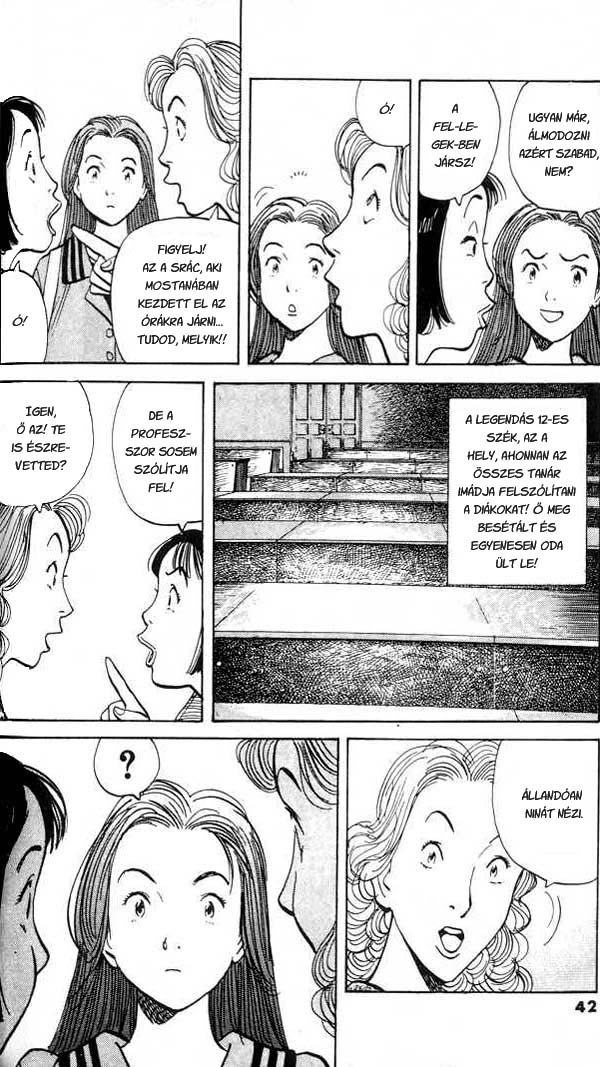 UGYAN MÁR,
ÁLMODOZNI
AZÉRT SZABAD,
NEM?
A
FEL-LE-
GEK-BEN
JÁRSZ!
Ó!
FIGYELJ!
AZ A SRÁC, AKI
MOSTANÁBAN
KEZDETT EL AZ
ÓRÁKRA JÁRNI...
TUDOD, MELYIK!!
Ó!
A LEGENDÁS 12-ES
SZÉK, AZ A
HELY, AHONNAN AZ
ÖSSZES TANÁR
IMÁDJA FELSZÓLÍTANI
A DIÁKOKAT! Ő MEG
BESÉTÁLT ÉS
EGYENESEN ODA
ÜLT LE!
DE A
PROFESZ-
SZOR SOSEM
SZÓLÍTJA
FEL!
IGEN,
Ő AZ! TE
IS ÉSZRE-
VETTED?
ÁLLANDÓAN
NINÁT NÉZI.
?
42